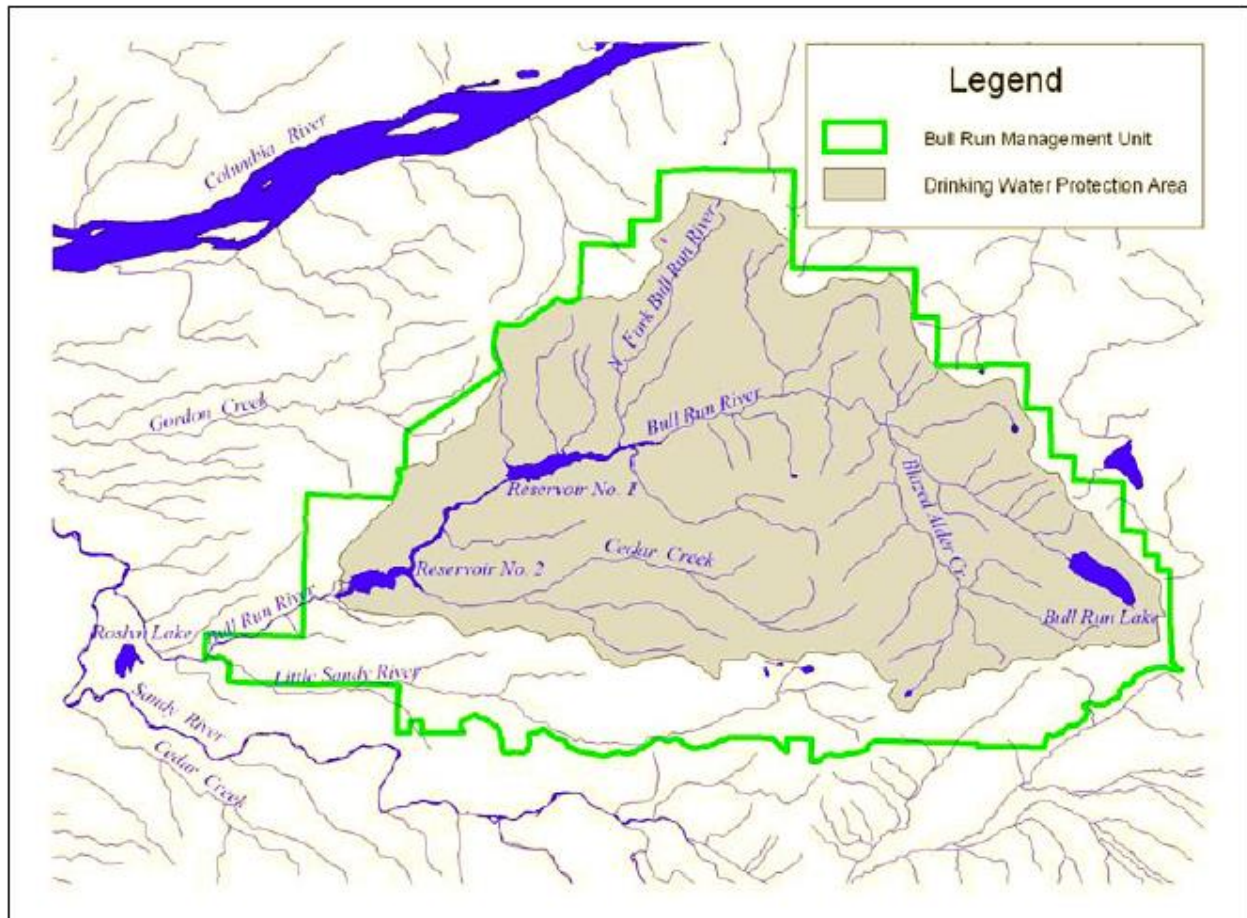 Legend
Bull Run Management Unit
Drinking Water Protection Area
Columbia River
N. Fork Bull Run River
Gordon Creek
Bull Run River
Reservoir No. 1
Blazed Alder Cr.
Cedar Creek
Reservoir No. 2
Bull Run River
Bull Run Lake
Roslyn Lake
Little Sandy River
Sandy River
Cedar Creek